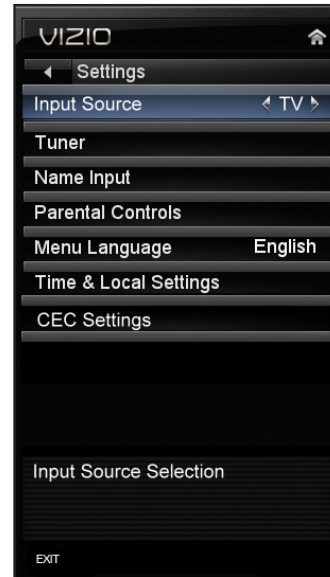 VIZIO
Settings
Input Source TV
Tuner
Name Input
Parental Controls
Menu Language English
Time & Local Settings
CEC Settings
Input Source Selection
EXIT